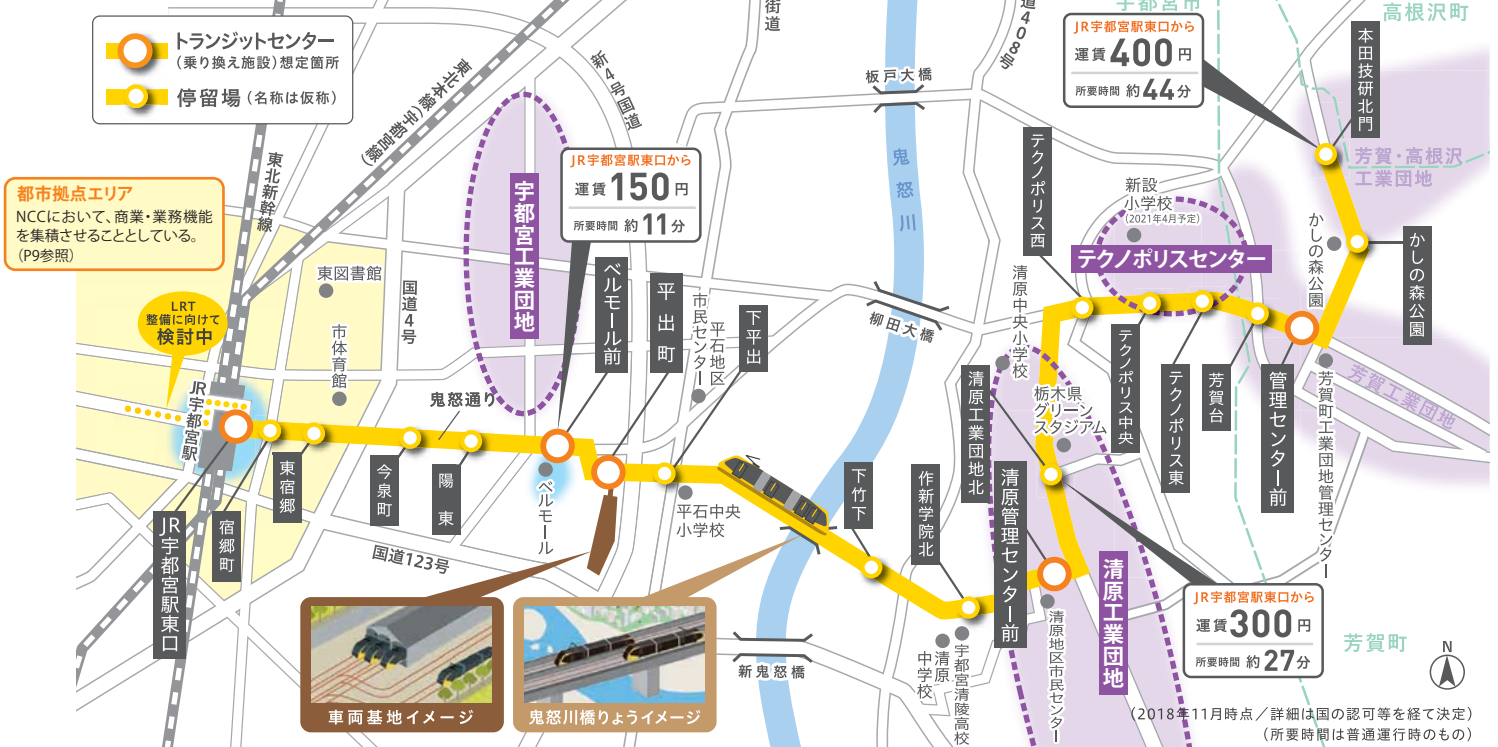 トランジットセンター
(乗り換え施設)想定箇所
停留場(名称は仮称)
街道
新4号国道
東北本線(宇都宮線)
東北新幹線
都市拠点エリア
NCCにおいて、商業・業務機能
を集積させることとしている。
(P9参照)
LRT
整備に向けて
検討中
JR宇都宮駅
東図書館
市体育館
国道4号
鬼怒通り
国道123号
宇都宮工業団地
JR宇都宮駅東口から
運賃150円
所要時間 約11分
JR宇都宮駅東口
宿郷町
東宿郷
今泉町
陽東
ベルモール前
ベルモール
平出町
平石地区
市民センター
下平出
平石中央
小学校
車両基地イメージ
鬼怒川橋りょうイメージ
板戸大橋
鬼怒川
柳田大橋
新鬼怒橋
下竹下
作新学院北
清原
中学校
宇都宮清陵高校
清原管理センター前
清原地区市民センター
清原工業団地
清原工業団地北
栃木県
グリーン
スタジアム
清原中央小学校
JR宇都宮駅東口から
運賃300円
所要時間 約27分
道408号
宇都宮市
高根沢町
JR宇都宮駅東口から
運賃400円
所要時間 約44分
テクノポリス西
新設
小学校
(2021年4月予定)
テクノポリスセンター
テクノポリス中央
テクノポリス東
芳賀台
管理センター前
芳賀町工業団地管理センター
かしの森公園
かしの森公園
本田技研北門
芳賀・高根沢
工業団地
芳賀工業団地
芳賀町
N
(2018年11月時点/詳細は国の認可等を経て決定)
(所要時間は普通運行時のもの)